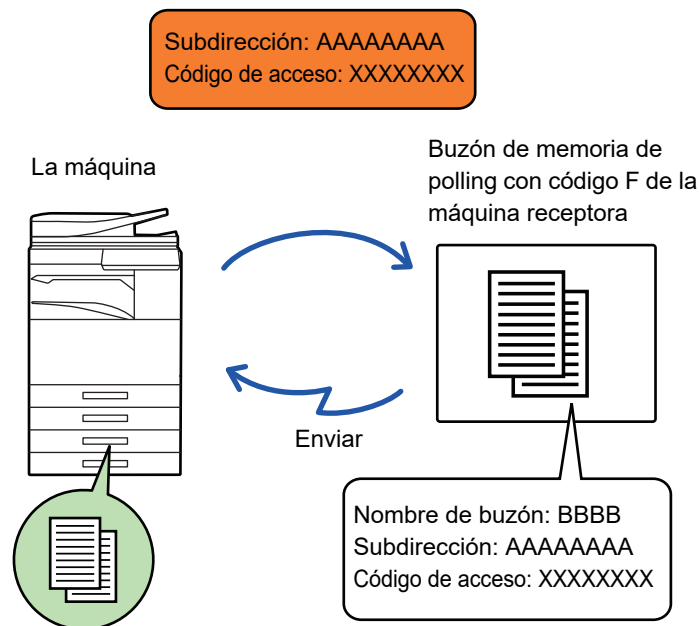 Subdirección: AAAAAAAA
Código de acceso: XXXXXXXX
La máquina
Buzón de memoria de
polling con código F de la
máquina receptora
Enviar
Nombre de buzón: BBBB
Subdirección: AAAAAAAA
Código de acceso: XXXXXXXX